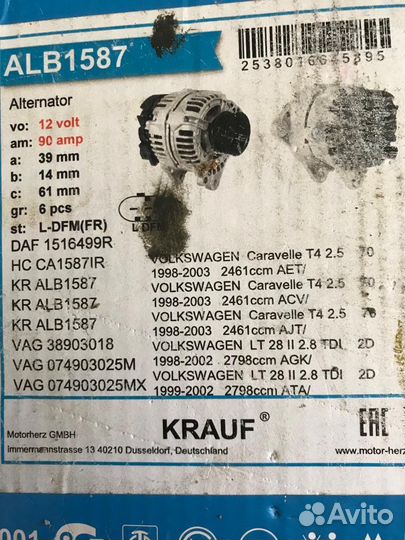 ALB1587
Alternator
vo: 12 volt
am: 90 amp
a: 39 mm
b: 14 mm
c: 61 mm
gr: 6 pcs
st: L-DFM(FR)
DAF 1516499R
HC CA1587IR
KR ALB1587
KR ALB1587
KR ALB1587
VAG 38903018
VAG 074903025M
VAG 074903025MX
VOLKSWAGEN Caravelle T4 2.5 70
1998-2003 2461ccm AET/
VOLKSWAGEN Caravelle T4 2.5 70
1998-2003 2461ccm ACV/
VOLKSWAGEN Caravelle T4 2.5
1998-2003 2461ccm AJT/
VOLKSWAGEN LT 28 II 2.8 TDI 2D
1998-2002 2798ccm AGK/
VOLKSWAGEN LT 28 II 2.8 TDI 2D
1999-2002 2798ccm ATA/
Motorherz GMBH
Immermannstrasse 13 40210 Dusseldorf, Deutschland
KRAUF®
EAC
www.motor-herz
001
Avito